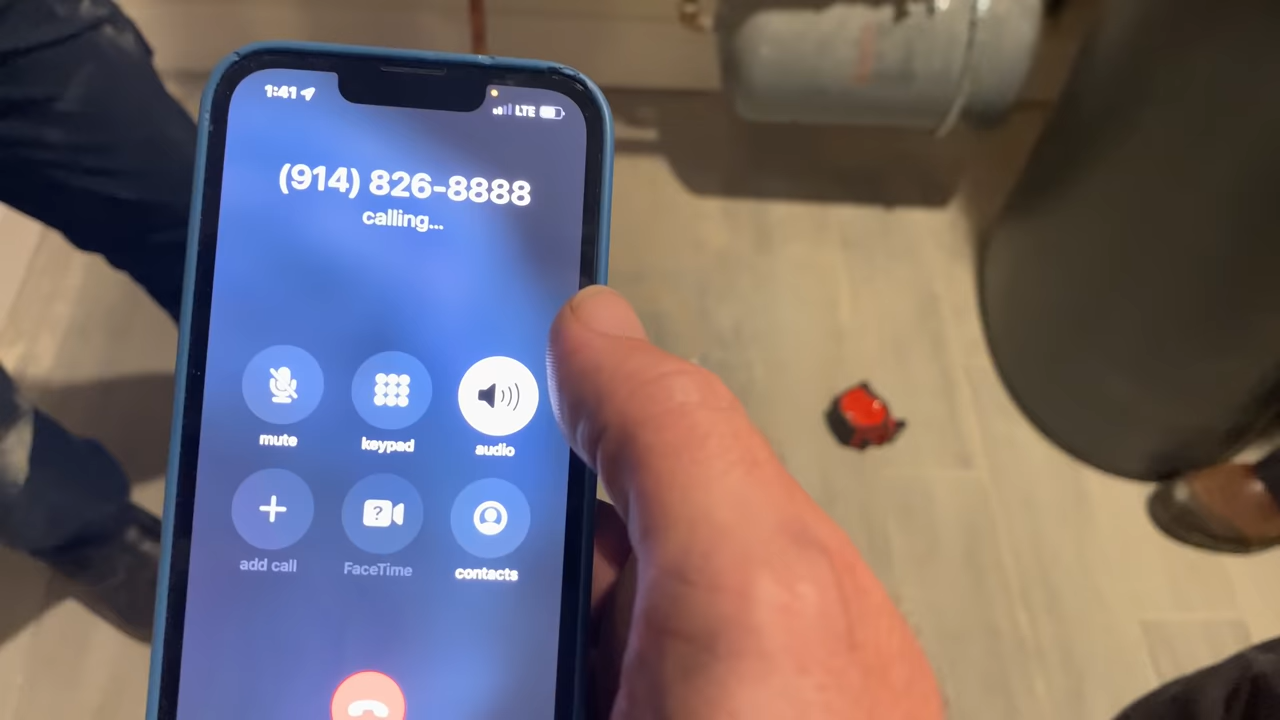 1:41
LTE
(914) 826-8888
calling...
mute
keypad
audio
add call
?
FaceTime
contacts